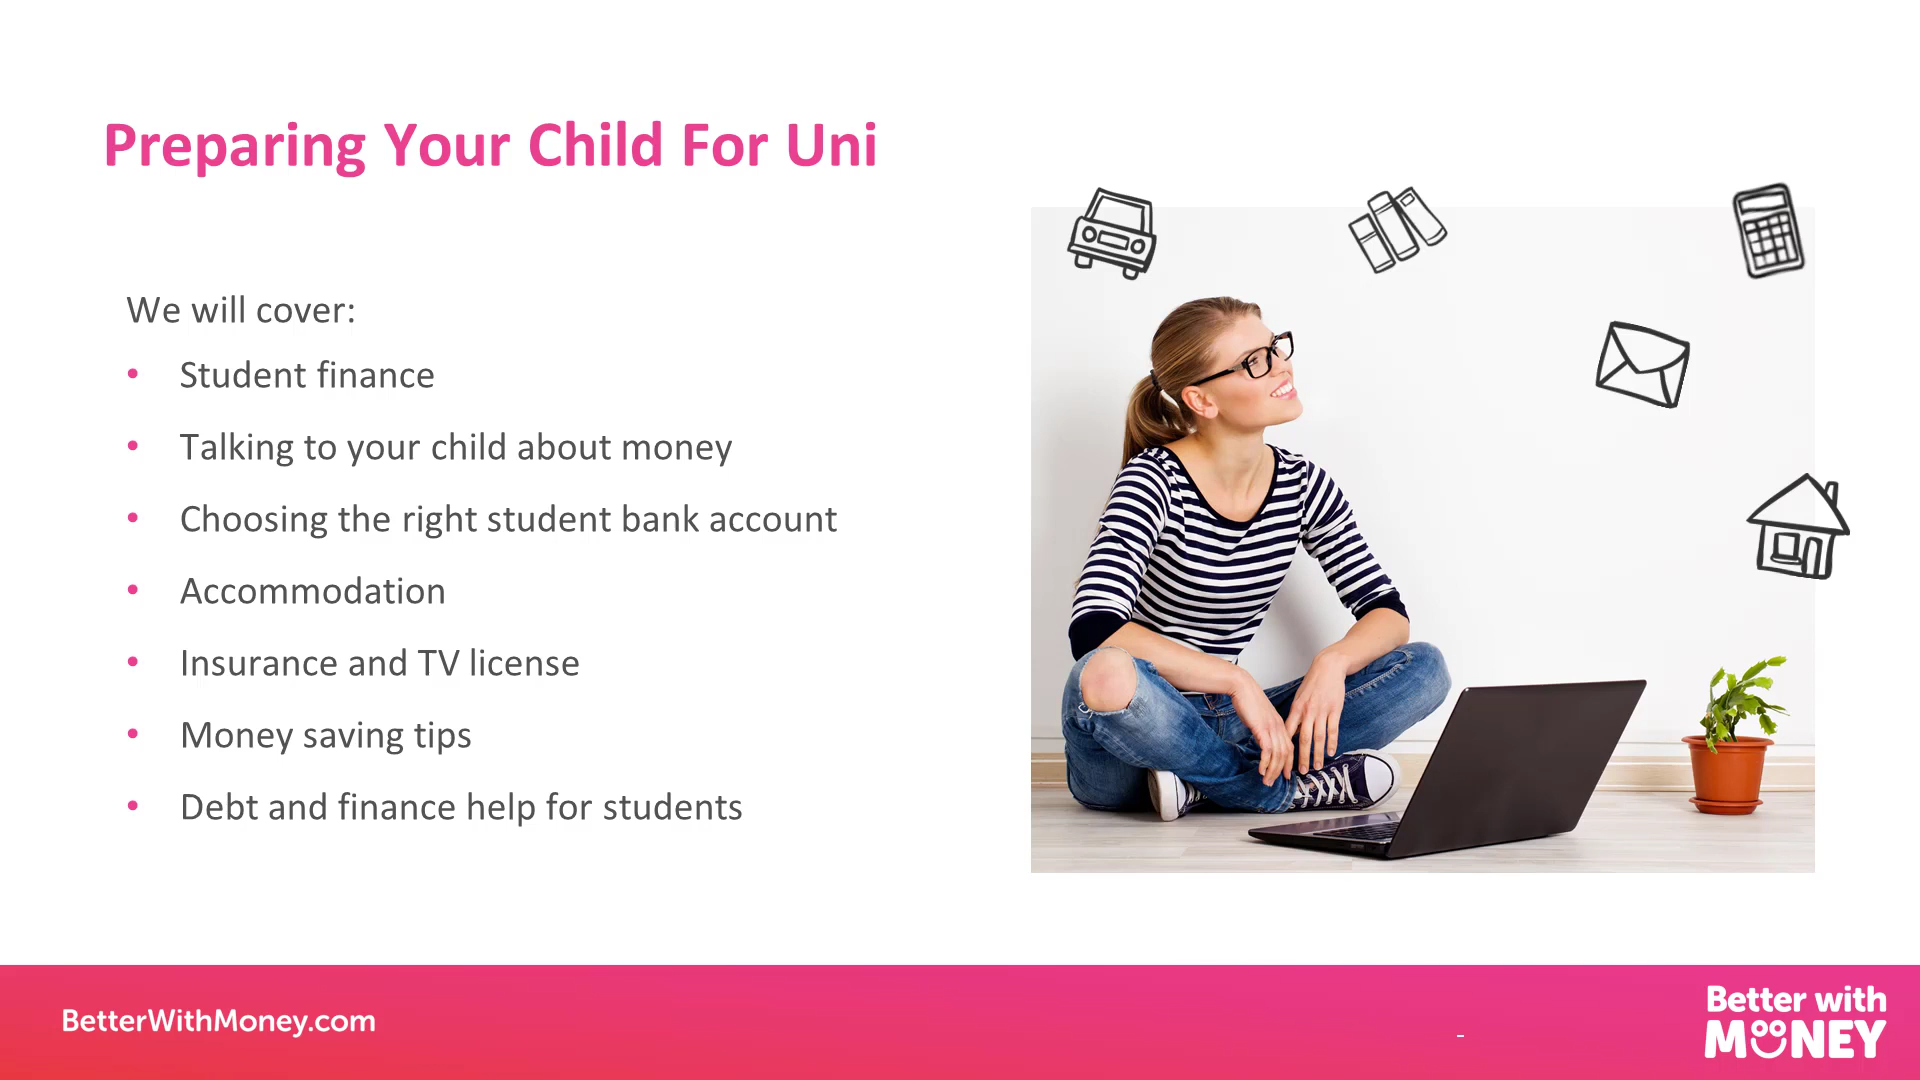 Preparing Your Child For Uni
We will cover:
• Student finance
• Talking to your child about money
• Choosing the right student bank account
• Accommodation
• Insurance and TV license
• Money saving tips
• Debt and finance help for students
BetterWithMoney.com
-
Better with
MONEY